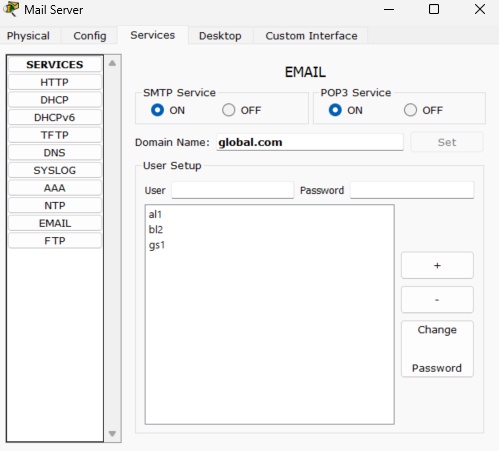 Mail Server
Physical Config Services Desktop Custom Interface
SERVICES
HTTP
DHCP
DHCPv6
TFTP
DNS
SYSLOG
AAA
NTP
EMAIL
FTP
EMAIL
SMTP Service
ON OFF
POP3 Service
ON OFF
Domain Name: global.com Set
User Setup
User Password
al1
bl2
gs1
+
-
Change
Password